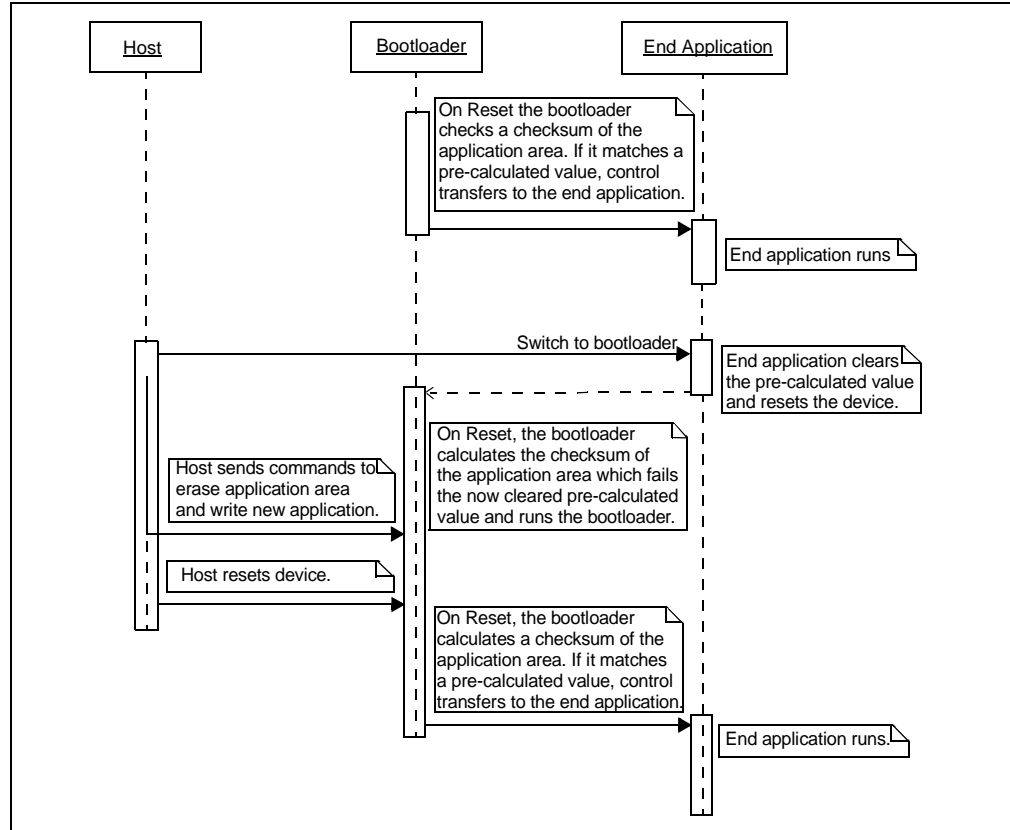 Host
Bootloader
End Application
On Reset the bootloader
checks a checksum of the
application area. If it matches a
pre-calculated value, control
transfers to the end application.
End application runs
Switch to bootloader
End application clears
the pre-calculated value
and resets the device.
On Reset, the bootloader
calculates the checksum of
the application area which fails
the now cleared pre-calculated
value and runs the bootloader.
Host sends commands to
erase application area
and write new application.
Host resets device.
On Reset, the bootloader
calculates a checksum of the
application area. If it matches
a pre-calculated value, control
transfers to the end application.
End application runs.